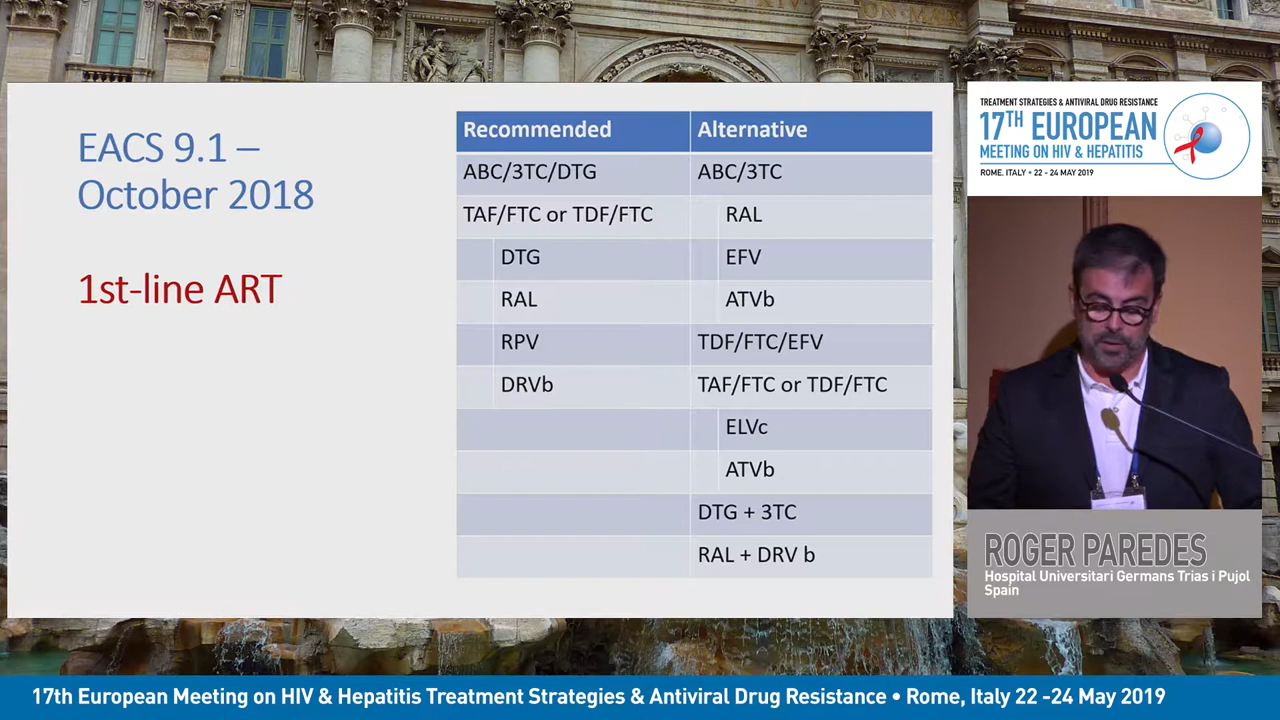 EACS 9.1 –
October 2018
1st-line ART
Recommended Alternative
ABC/3TC/DTG ABC/3TC
TAF/FTC or TDF/FTC RAL
DTG EFV
RAL ATVb
RPV TDF/FTC/EFV
DRVb TAF/FTC or TDF/FTC
ELVc
ATVb
DTG + 3TC
RAL + DRV b
TREATMENT STRATEGIES & ANTIVIRAL DRUG RESISTANCE
17TH EUROPEAN
MEETING ON HIV & HEPATITIS
ROME, ITALY • 22 - 24 MAY 2019
ROGER PAREDES
Hospital Universitari Germans Trias i Pujol
Spain
17th European Meeting on HIV & Hepatitis Treatment Strategies & Antiviral Drug Resistance • Rome, Italy 22 -24 May 2019